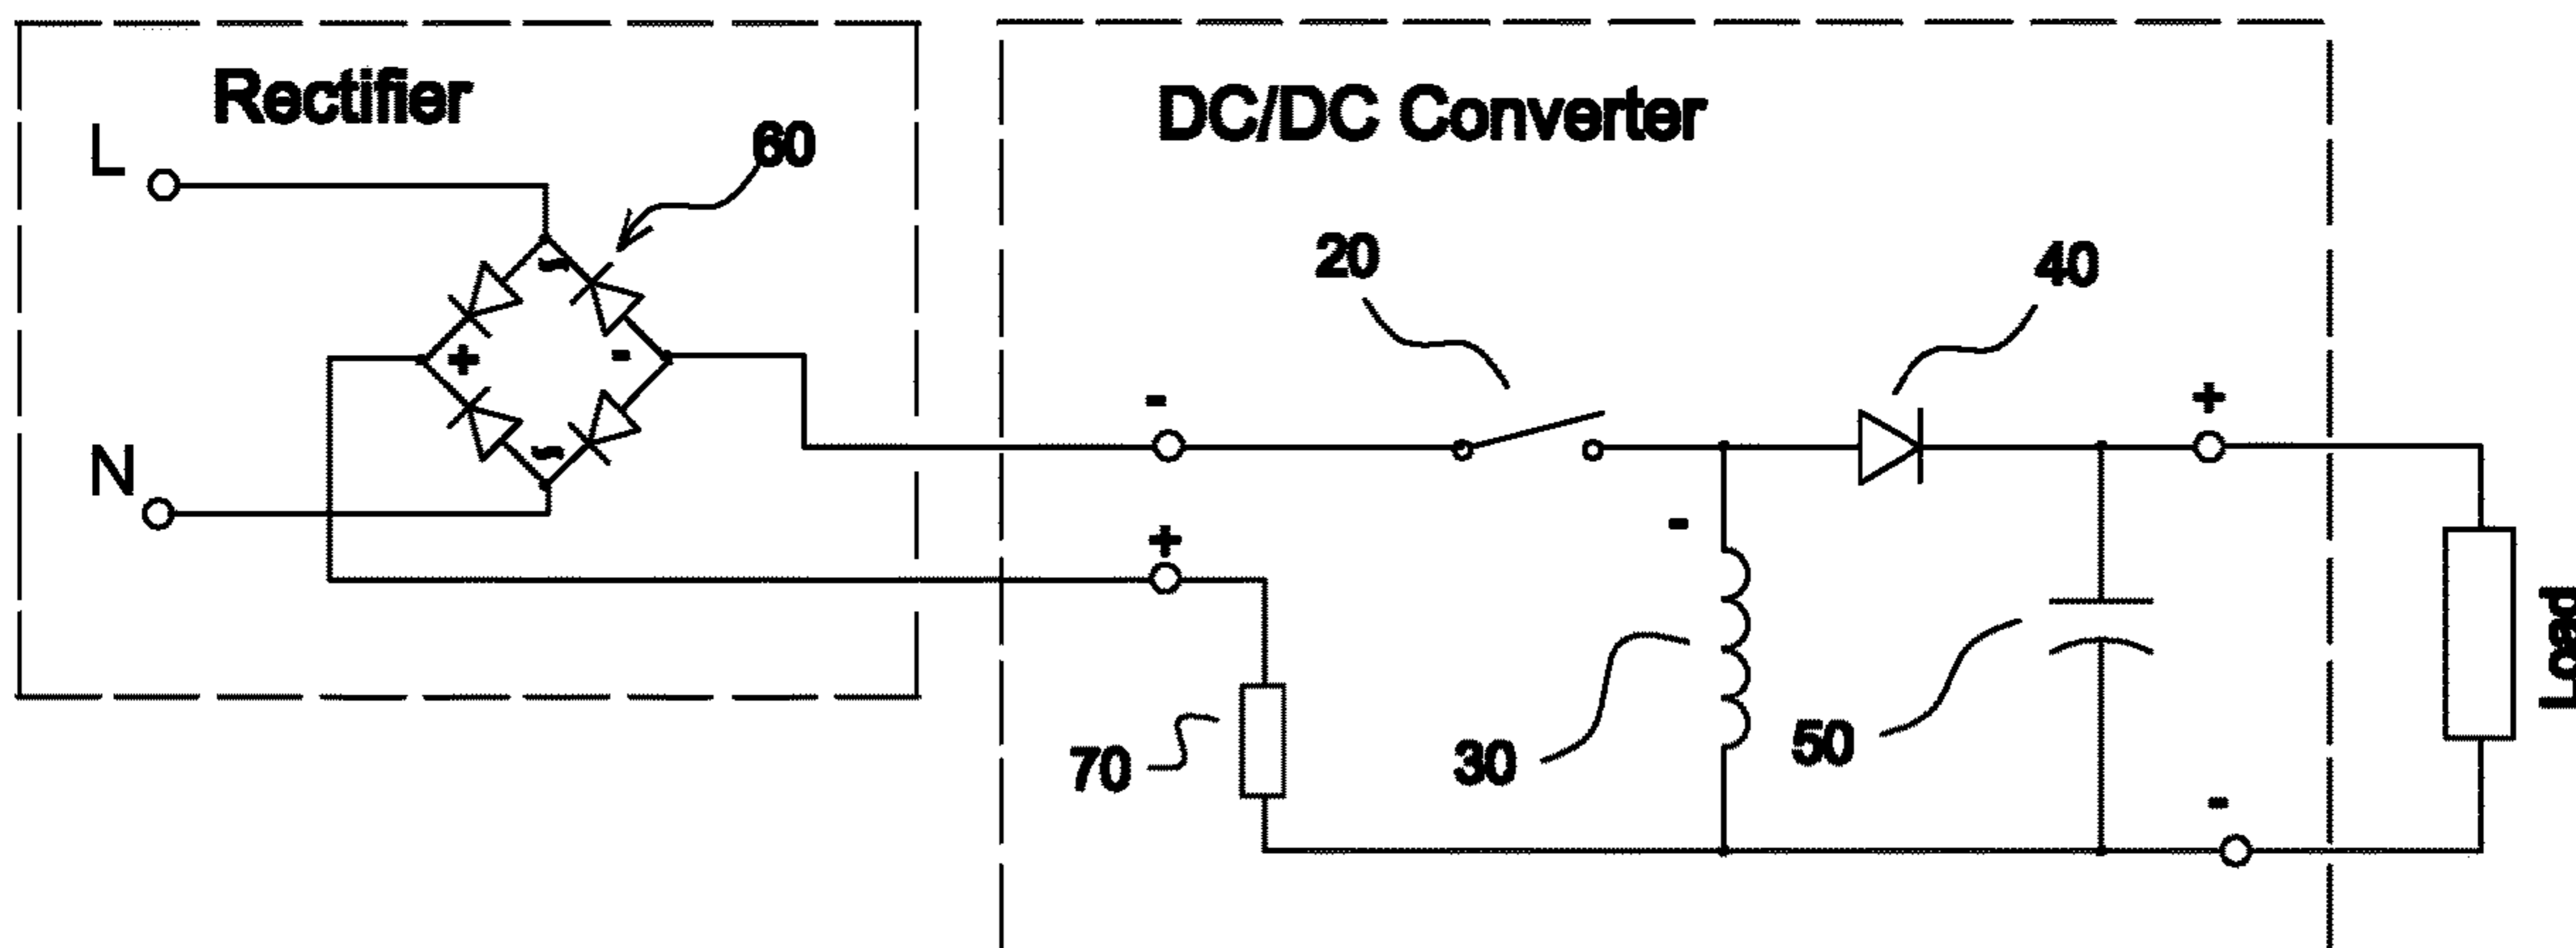 Rectifier
DC/DC Converter
L
60
20
40
+
-
-
+
N
-
+
70
30
50
-
Load